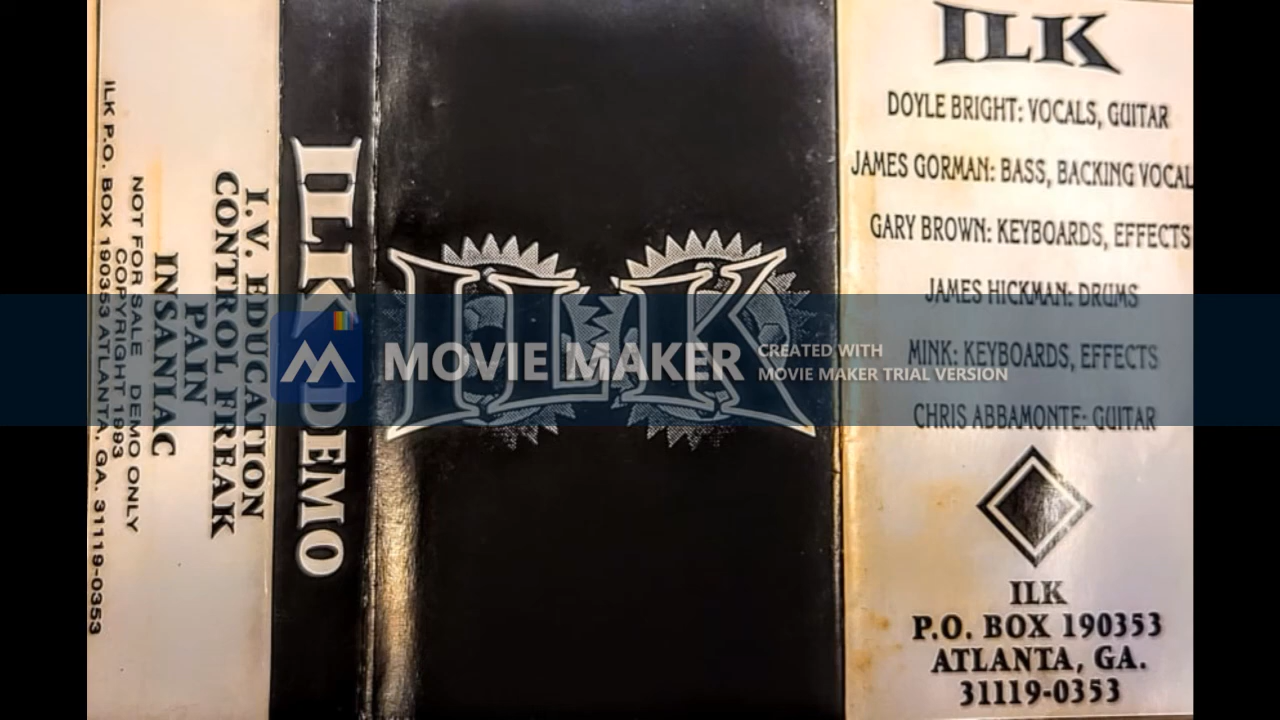 I.V. EDUCATION
CONTROL FREAK
PAIN
INSANIAC
NOT FOR SALE DEMO ONLY
COPYRIGHT 1993
ILK P.O. BOX 190353 ATLANTA, GA. 31119-0353
ILK DEMO
ILK
ILK
DOYLE BRIGHT: VOCALS, GUITAR
JAMES GORMAN: BASS, BACKING VOCAL
GARY BROWN: KEYBOARDS, EFFECTS
JAMES HICKMAN: DRUMS
MINK: KEYBOARDS, EFFECTS
CHRIS ABBAMONTE: GUITAR
ILK
P.O. BOX 190353
ATLANTA, GA.
31119-0353
MOVIE MAKER
CREATED WITH
MOVIE MAKER TRIAL VERSION